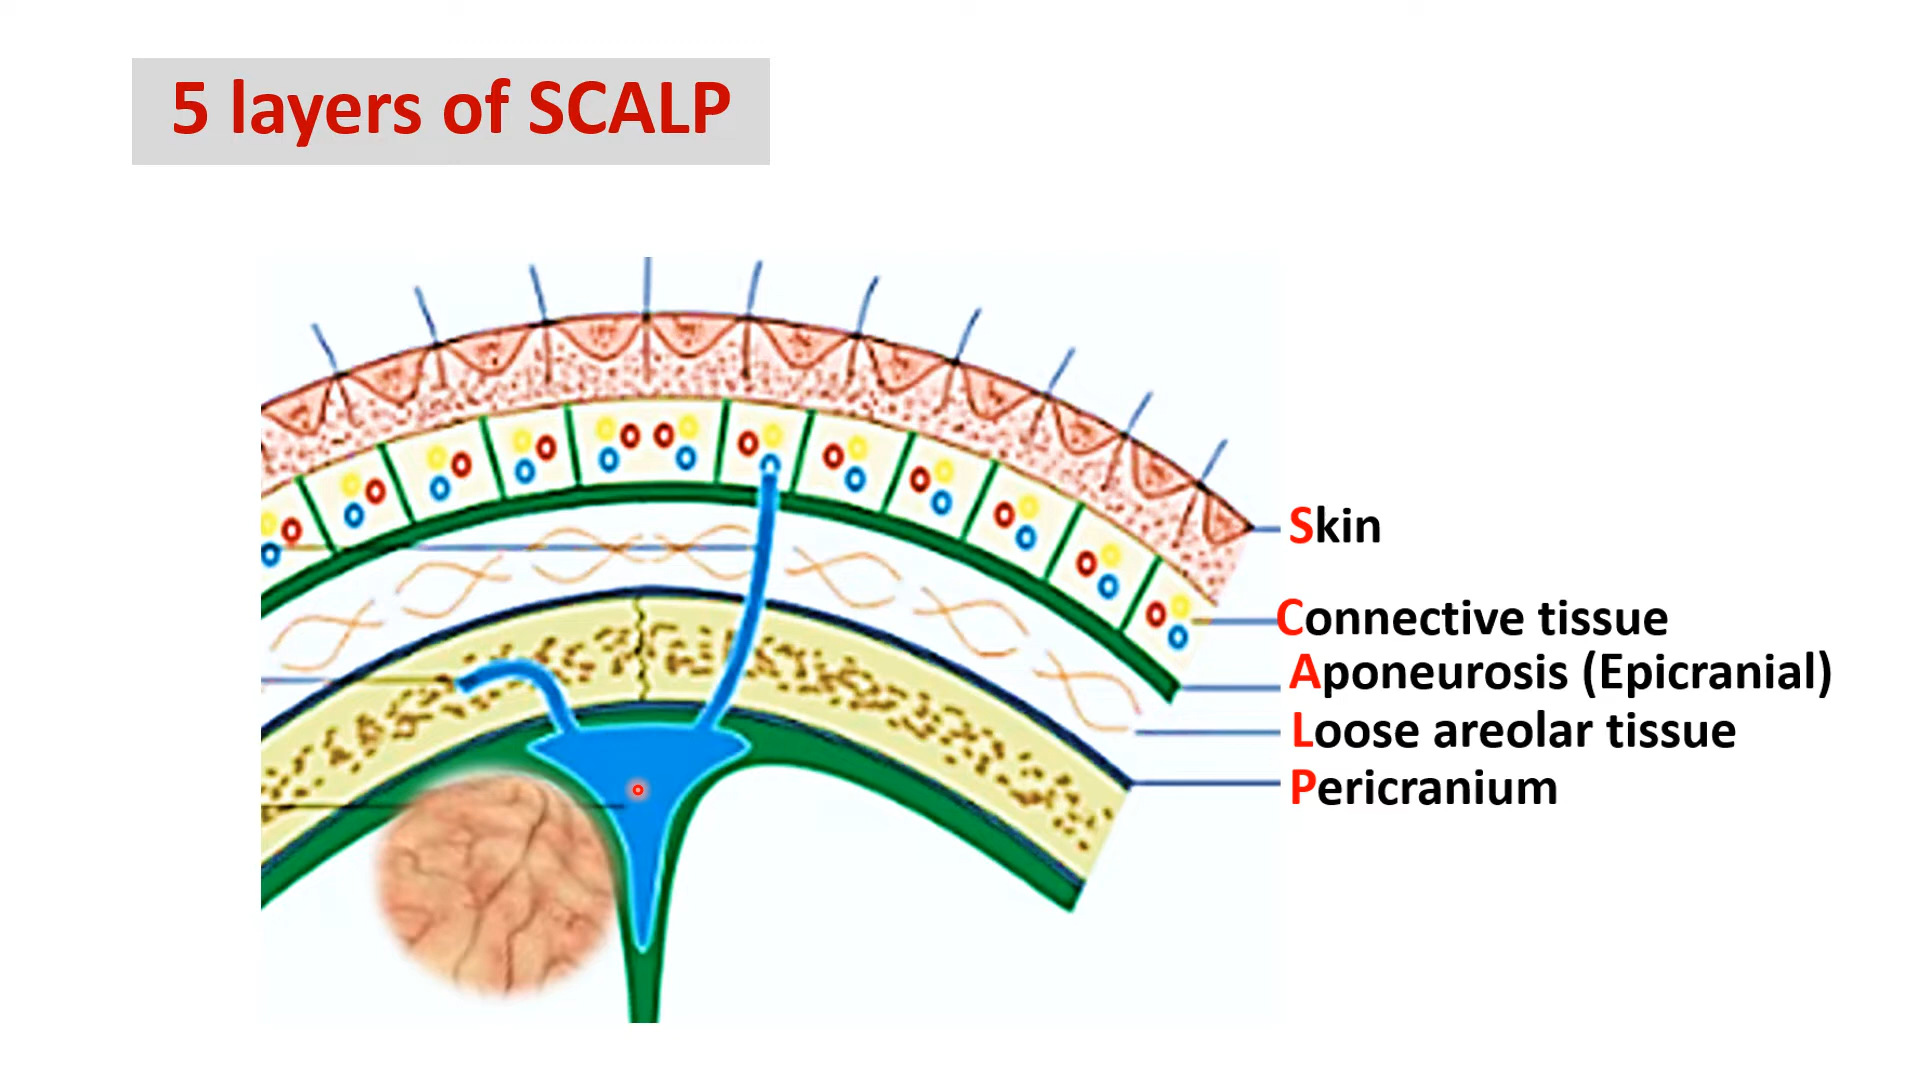 5 layers of SCALP
Skin
Connective tissue
Aponeurosis (Epicranial)
Loose areolar tissue
Pericranium